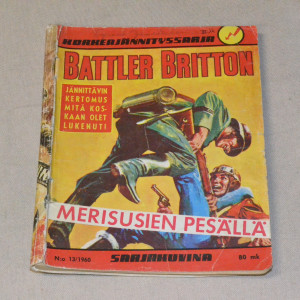 KORKEAJÄNNITYSSARJA
BATTLER BRITTON
JÄNNITTÄVIN
KERTOMUS
MITÄ KOS-
KAAN OLET
LUKENUT!
MERISUSIEN PESÄLLÄ
N:o 12/1960
SARJAKUVINA
80 mk